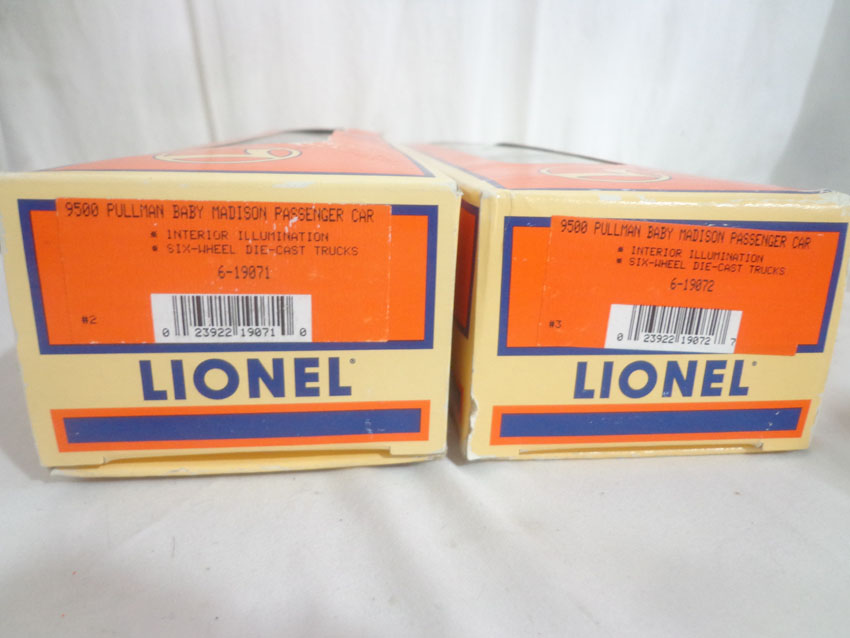 9500 PULLMAN BABY MADISON PASSENGER CAR
* INTERIOR ILLUMINATION
* SIX-WHEEL DIE-CAST TRUCKS
6-19071
#2
0 23922 19071 0
LIONEL®
9500 PULLMAN BABY MADISON PASSENGER CAR
* INTERIOR ILLUMINATION
* SIX-WHEEL DIE-CAST TRUCKS
6-19072
#3
0 23922 19072 7
LIONEL®